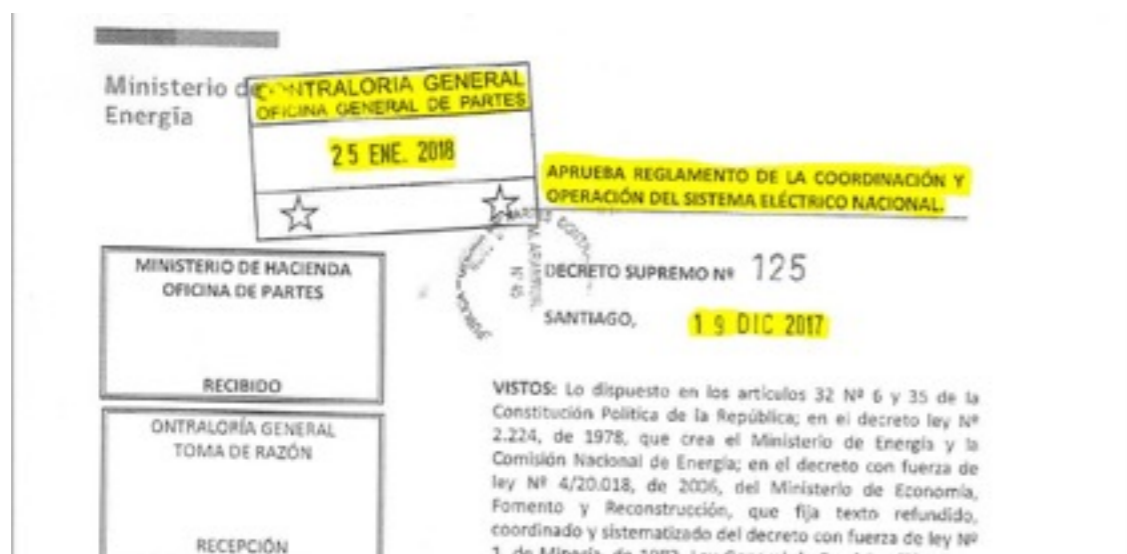 Ministerio de
Energía
CONTRALORIA GENERAL
OFICINA GENERAL DE PARTES
25 ENE. 2018
APRUEBA REGLAMENTO DE LA COORDINACIÓN Y
OPERACIÓN DEL SISTEMA ELÉCTRICO NACIONAL.
MINISTERIO DE HACIENDA
OFICINA DE PARTES
RECIBIDO
DECRETO SUPREMO Nº 125
SANTIAGO, 19 DIC 2017
ONTRALORÍA GENERAL
TOMA DE RAZÓN
RECEPCIÓN
VISTOS: Lo dispuesto en los artículos 32 Nº 6 y 35 de la
Constitución Política de la República; en el decreto ley Nº
2.224, de 1978, que crea el Ministerio de Energía y la
Comisión Nacional de Energía; en el decreto con fuerza de
ley Nº 4/20.018, de 2006, del Ministerio de Economía,
Fomento y Reconstrucción, que fija texto refundido,
coordinado y sistematizado del decreto con fuerza de ley Nº